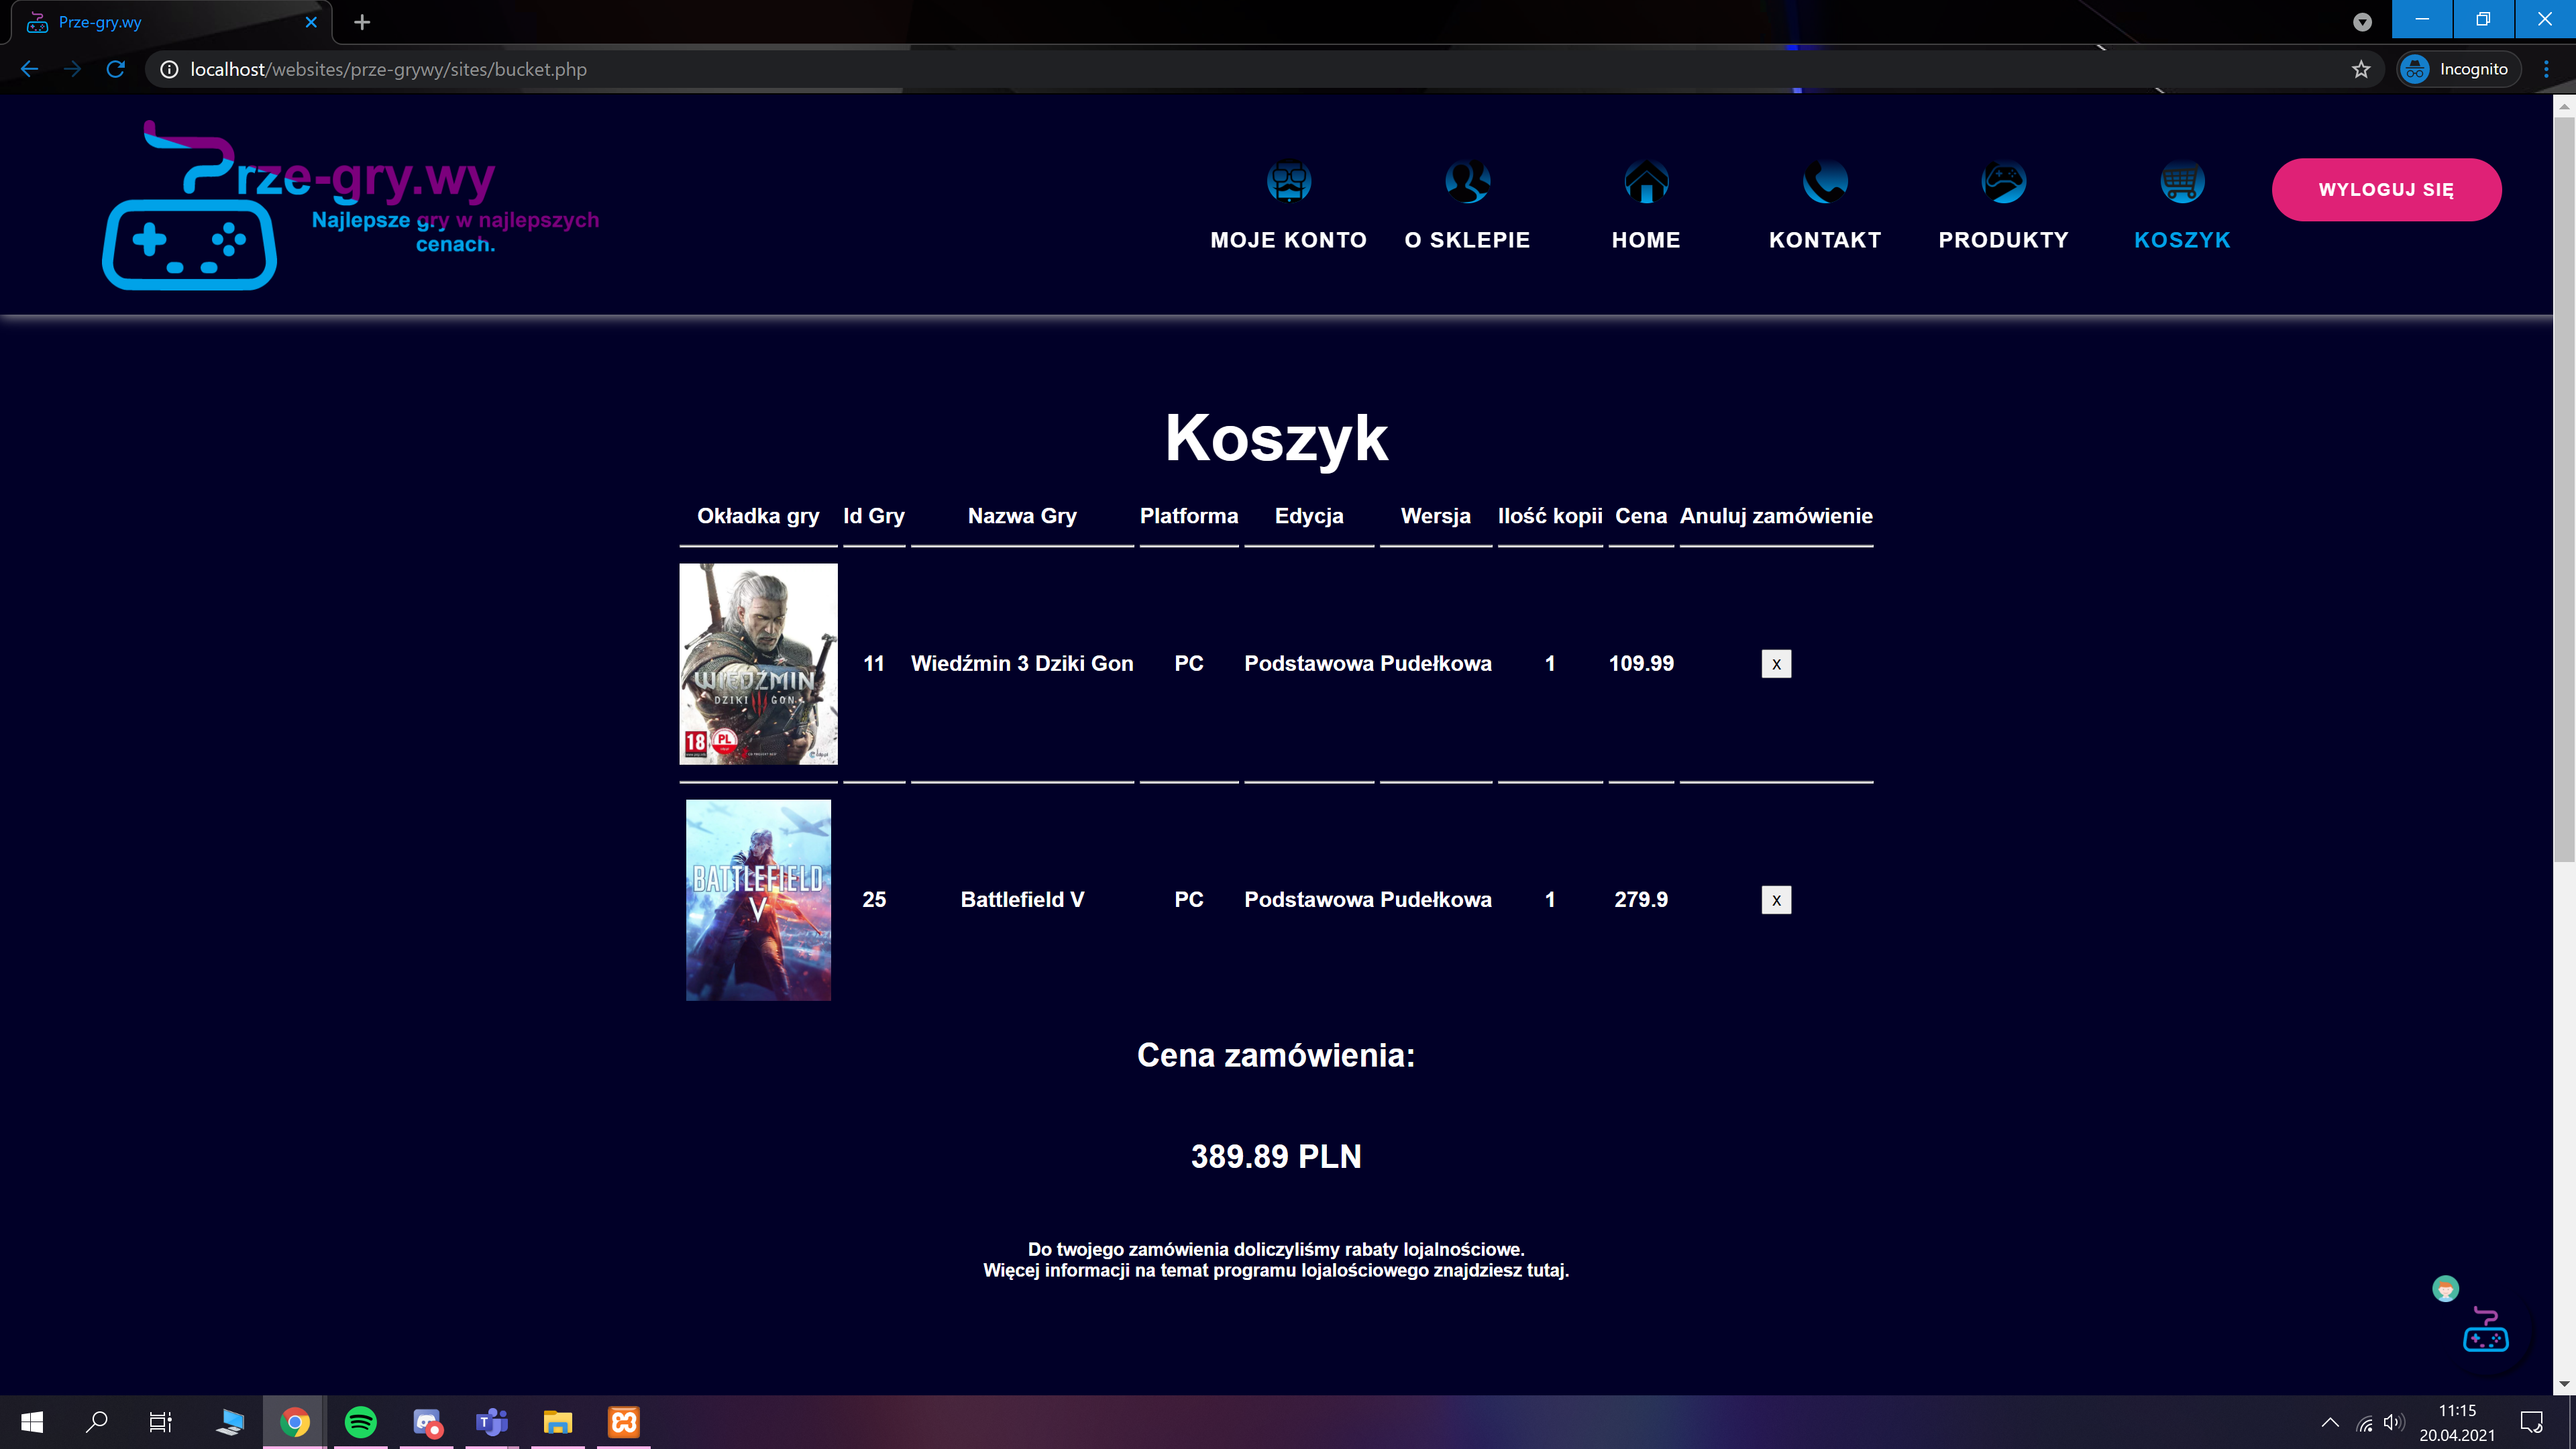 Prze-gry.wy
localhost/websites/prze-grywy/sites/bucket.php
Incognito
Prze-gry.wy
Najlepsze gry w najlepszych
cenach.
MOJE KONTO O SKLEPIE HOME KONTAKT PRODUKTY KOSZYK WYLOGUJ SIĘ
Koszyk
Okładka gry Id Gry Nazwa Gry Platforma Edycja Wersja Ilość kopii Cena Anuluj zamówienie
WIEDŹMIN
DZIKI III GON
18 PL
11 Wiedźmin 3 Dziki Gon PC Podstawowa Pudełkowa 1 109.99 x
BATTLEFIELD
V
25 Battlefield V PC Podstawowa Pudełkowa 1 279.9 x
Cena zamówienia:
389.89 PLN
Do twojego zamówienia doliczyliśmy rabaty lojalnościowe.
Więcej informacji na temat programu lojalościowego znajdziesz tutaj.
11:15
20.04.2021